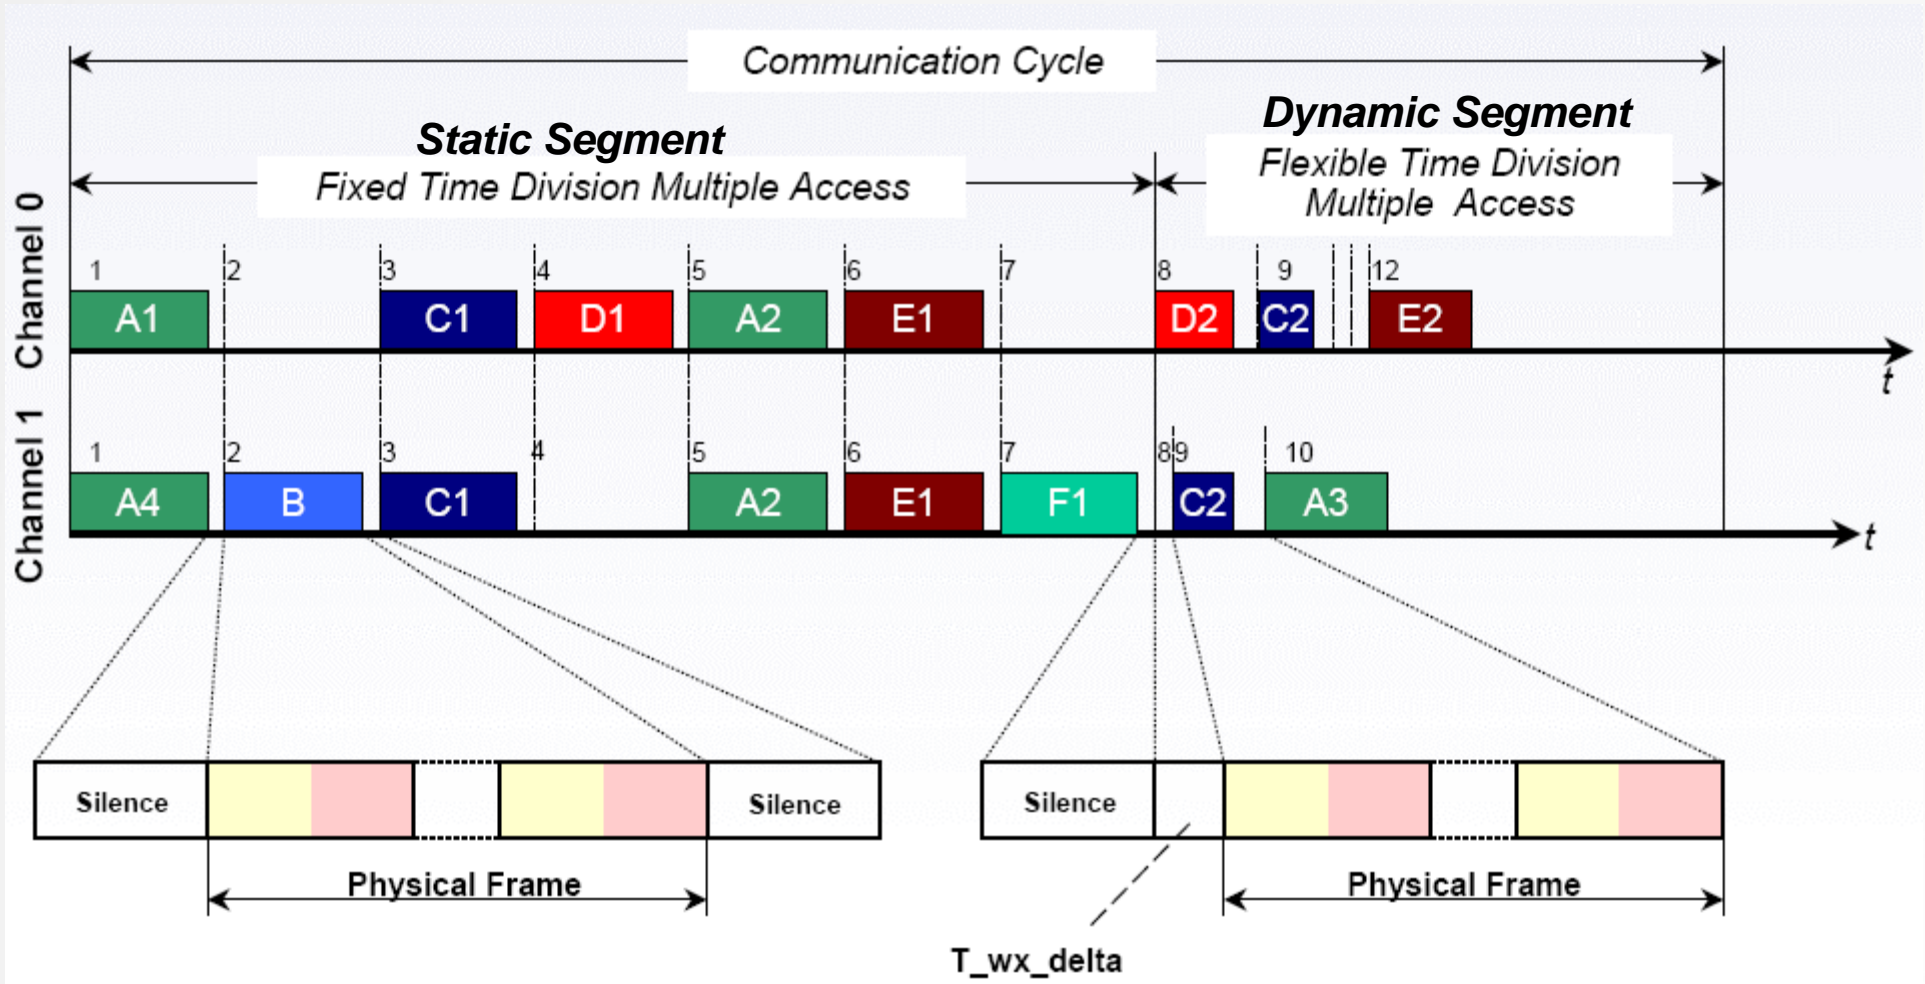 Communication Cycle
Static Segment
Dynamic Segment
Fixed Time Division Multiple Access
Flexible Time Division
Multiple Access
Channel 0
1 2 3 4 5 6 7 8 9 12
A1 C1 D1 A2 E1 D2 C2 E2
t
Channel 1
1 2 3 4 5 6 7 8 9 10
A4 B C1 A2 E1 F1 C2 A3
t
Silence Silence Silence
Physical Frame Physical Frame
T_wx_delta